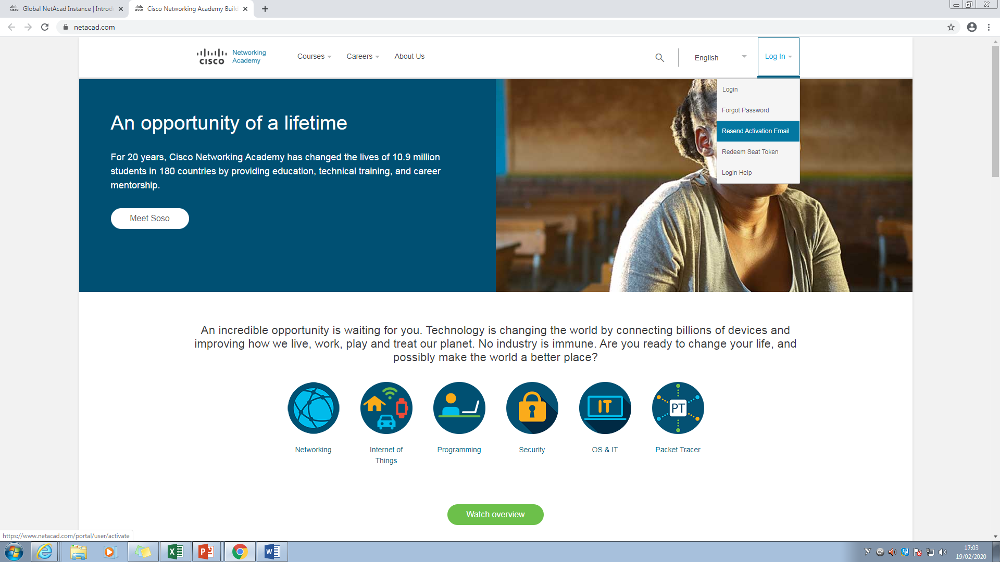 Global NetAcad Instance | Introd
Cisco Networking Academy Build
netacad.com
cisco
Networking
Academy
Courses
Careers
About Us
English
Log In
Login
Forgot Password
Resend Activation Email
Redeem Seat Token
Login Help
An opportunity of a lifetime
For 20 years, Cisco Networking Academy has changed the lives of 10.9 million
students in 180 countries by providing education, technical training, and career
mentorship.
Meet Soso
An incredible opportunity is waiting for you. Technology is changing the world by connecting billions of devices and
improving how we live, work, play and treat our planet. No industry is immune. Are you ready to change your life, and
possibly make the world a better place?
IT
PT
Networking
Internet of
Things
Programming
Security
OS & IT
Packet Tracer
Watch overview
https://www.netacad.com/portal/user/activate
17:03
19/02/2020